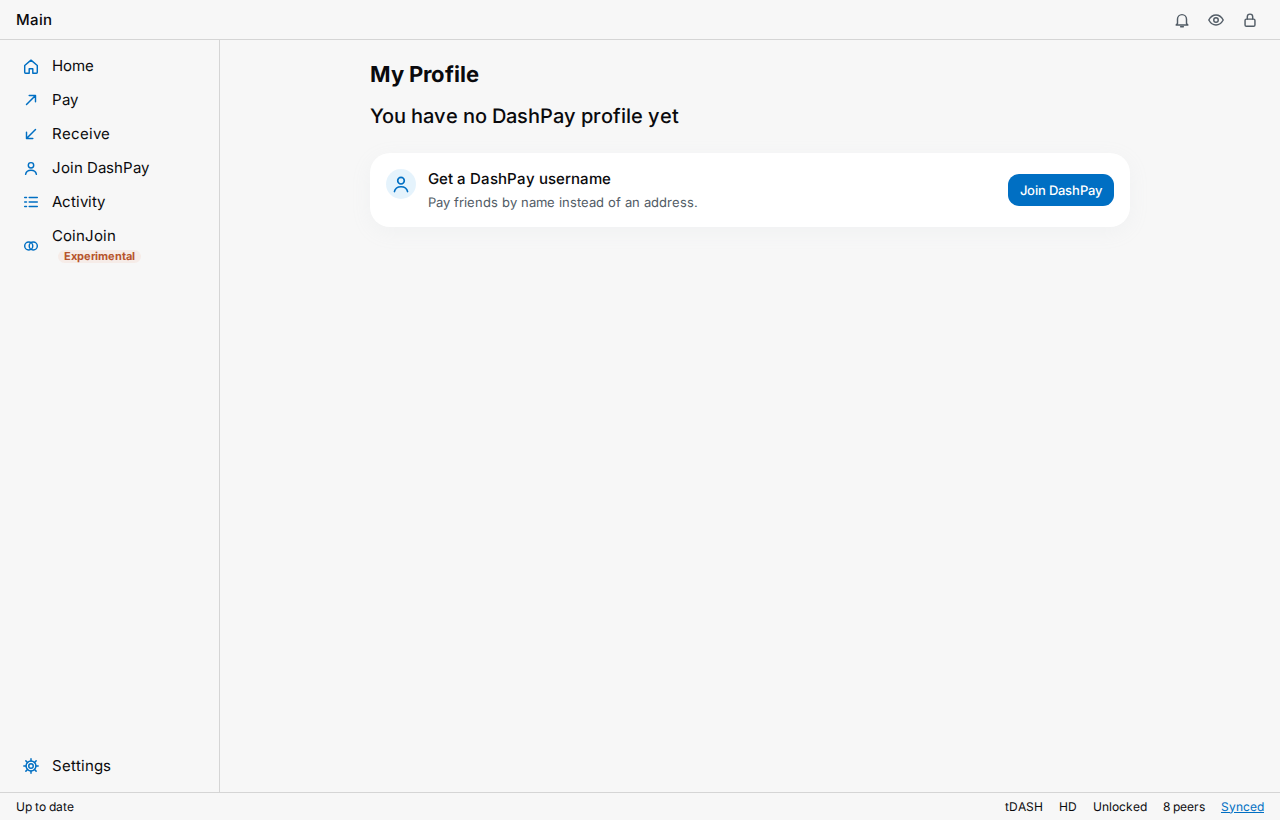 Main
Home
Pay
Receive
Join DashPay
Activity
CoinJoin
Experimental
Settings
My Profile
You have no DashPay profile yet
Get a DashPay username
Pay friends by name instead of an address.
Join DashPay
Up to date
tDASH HD Unlocked 8 peers Synced